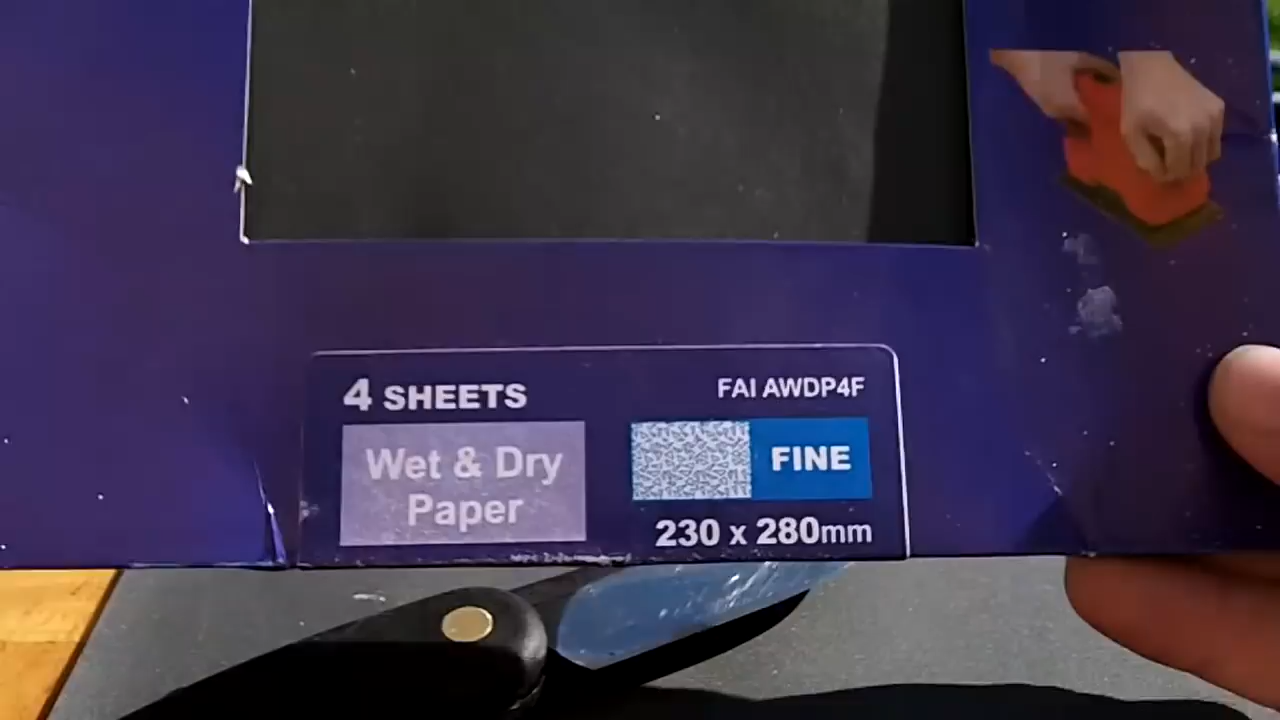 4 SHEETS
FAI AWDP4F
Wet & Dry
Paper
FINE
230 x 280mm